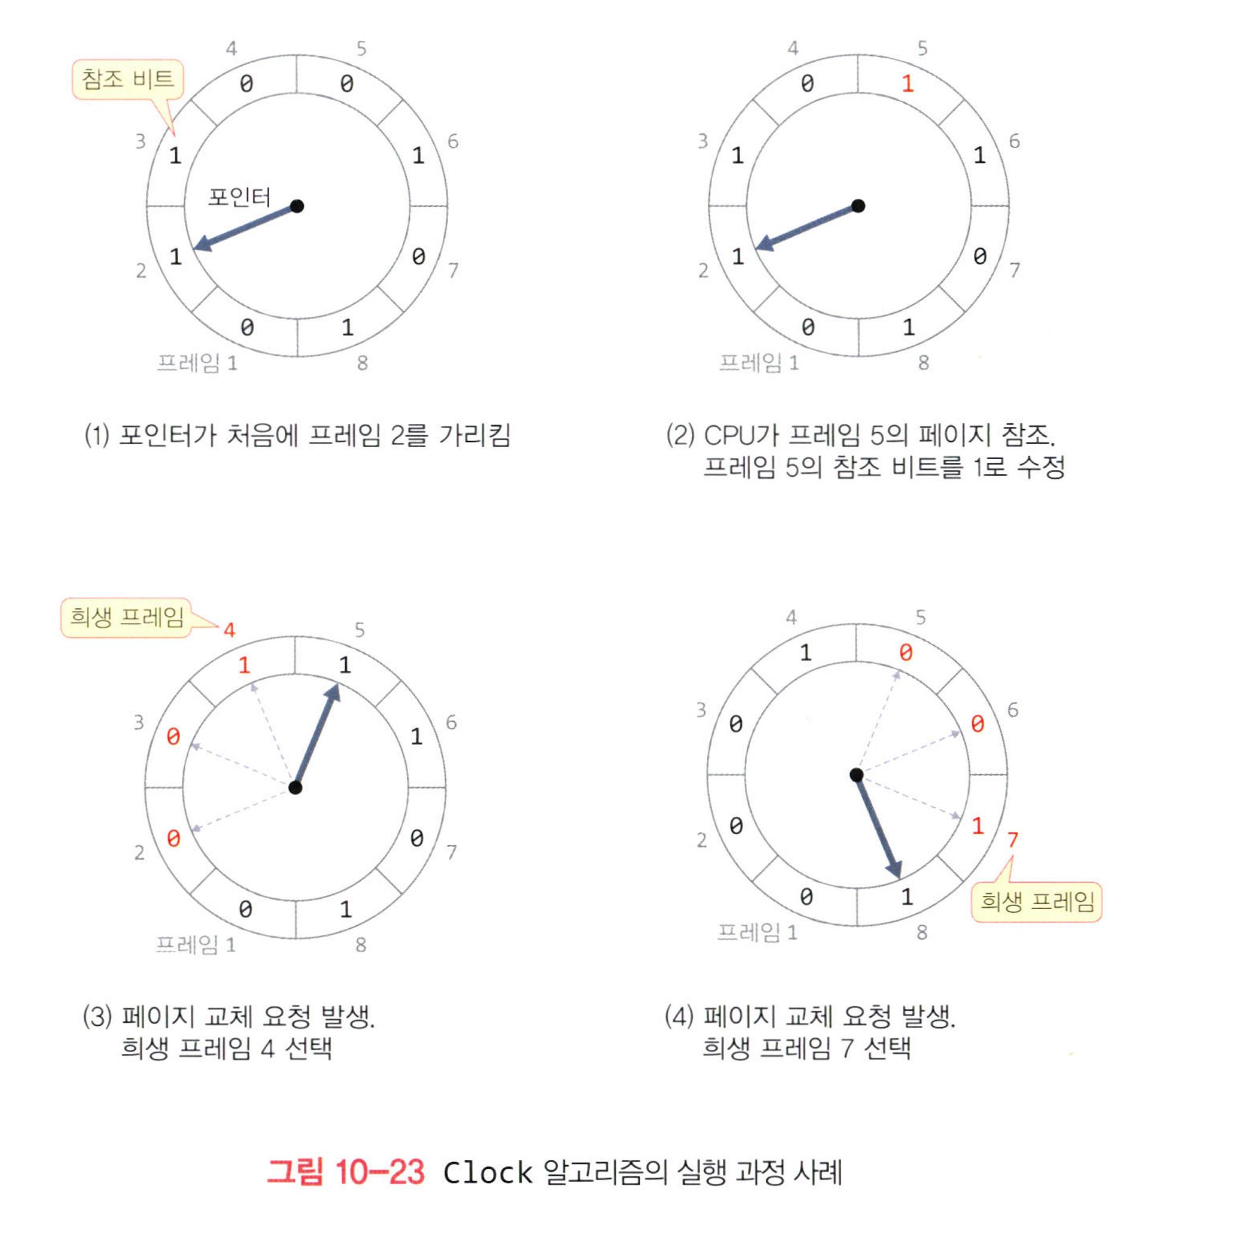 4 5
참조 비트
0 0
3 1 1 6
포인터
2 1 0 7
0 1
프레임 1 8
(1) 포인터가 처음에 프레임 2를 가리킴
4 5
0 1
3 1 1 6
2 1 0 7
0 1
프레임 1 8
(2) CPU가 프레임 5의 페이지 참조.
프레임 5의 참조 비트를 1로 수정
희생 프레임 4 5
1 1
3 0 1 6
2 0 0 7
0 1
프레임 1 8
(3) 페이지 교체 요청 발생.
희생 프레임 4 선택
4 5
1 0
3 0 0 6
2 0 1 7
희생 프레임
0 1
프레임 1 8
(4) 페이지 교체 요청 발생.
희생 프레임 7 선택
그림 10-23 Clock 알고리즘의 실행 과정 사례